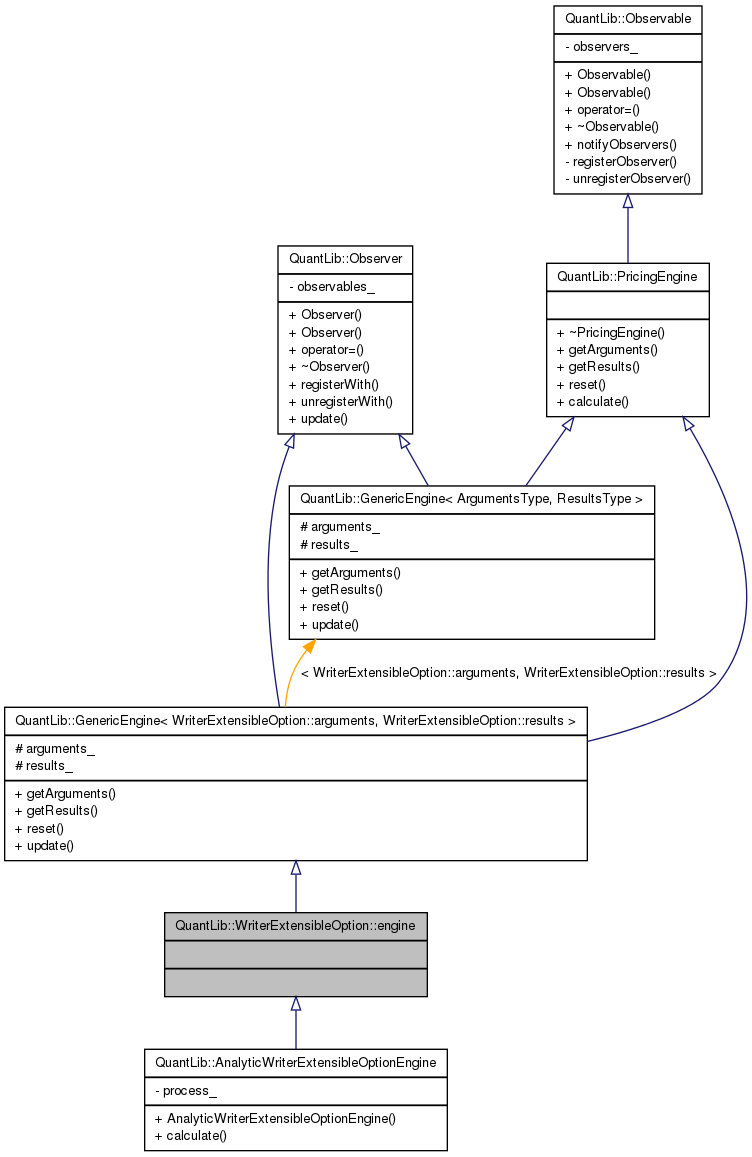 QuantLib::Observable
- observers_
+ Observable()
+ Observable()
+ operator=()
+ ~Observable()
+ notifyObservers()
- registerObserver()
- unregisterObserver()
QuantLib::Observer
- observables_
+ Observer()
+ Observer()
+ operator=()
+ ~Observer()
+ registerWith()
+ unregisterWith()
+ update()
QuantLib::PricingEngine
+ ~PricingEngine()
+ getArguments()
+ getResults()
+ reset()
+ calculate()
QuantLib::GenericEngine< ArgumentsType, ResultsType >
# arguments_
# results_
+ getArguments()
+ getResults()
+ reset()
+ update()
< WriterExtensibleOption::arguments, WriterExtensibleOption::results >
QuantLib::GenericEngine< WriterExtensibleOption::arguments, WriterExtensibleOption::results >
# arguments_
# results_
+ getArguments()
+ getResults()
+ reset()
+ update()
QuantLib::WriterExtensibleOption::engine
QuantLib::AnalyticWriterExtensibleOptionEngine
- process_
+ AnalyticWriterExtensibleOptionEngine()
+ calculate()